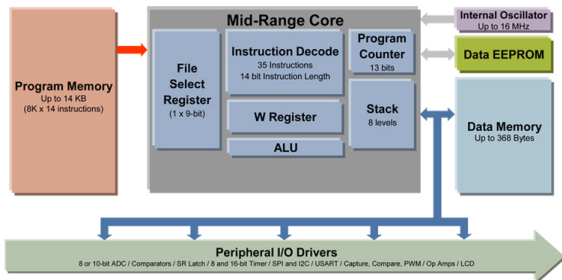 Mid-Range Core
Program Memory
Up to 14 KB
(8K x 14 instructions)
File
Select
Register
(1 x 9-bit)
Instruction Decode
35 Instructions
14 bit Instruction Length
W Register
ALU
Program
Counter
13 bits
Stack
8 levels
Internal Oscillator
Up to 16 MHz
Data EEPROM
Data Memory
Up to 368 Bytes
Peripheral I/O Drivers
8 or 10-bit ADC / Comparators / SR Latch / 8 and 16-bit Timer / SPI and I2C / USART / Capture, Compare, PWM / Op Amps / LCD